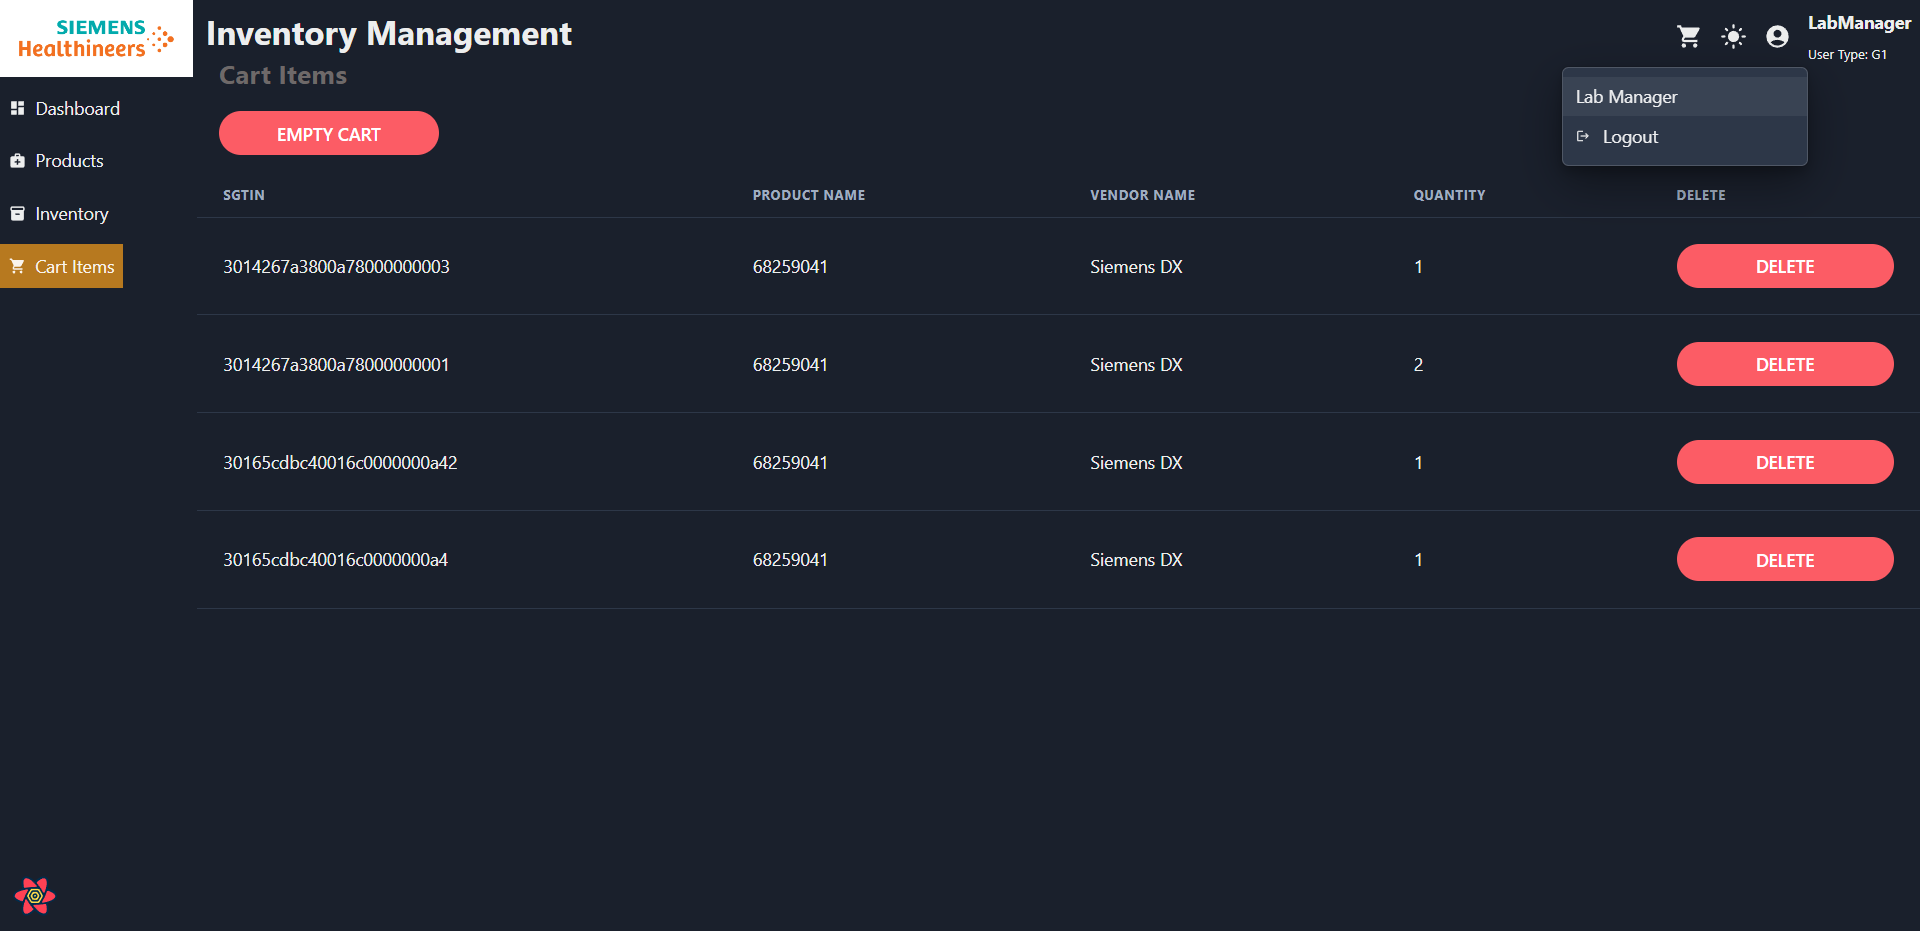 SIEMENS
Healthineers
Inventory Management
LabManager
User Type: G1
Cart Items
Lab Manager
Logout
Dashboard
Products
Inventory
Cart Items
EMPTY CART
SGTIN PRODUCT NAME VENDOR NAME QUANTITY DELETE
3014267a3800a78000000003 68259041 Siemens DX 1 DELETE
3014267a3800a78000000001 68259041 Siemens DX 2 DELETE
30165cdbc40016c0000000a42 68259041 Siemens DX 1 DELETE
30165cdbc40016c0000000a4 68259041 Siemens DX 1 DELETE